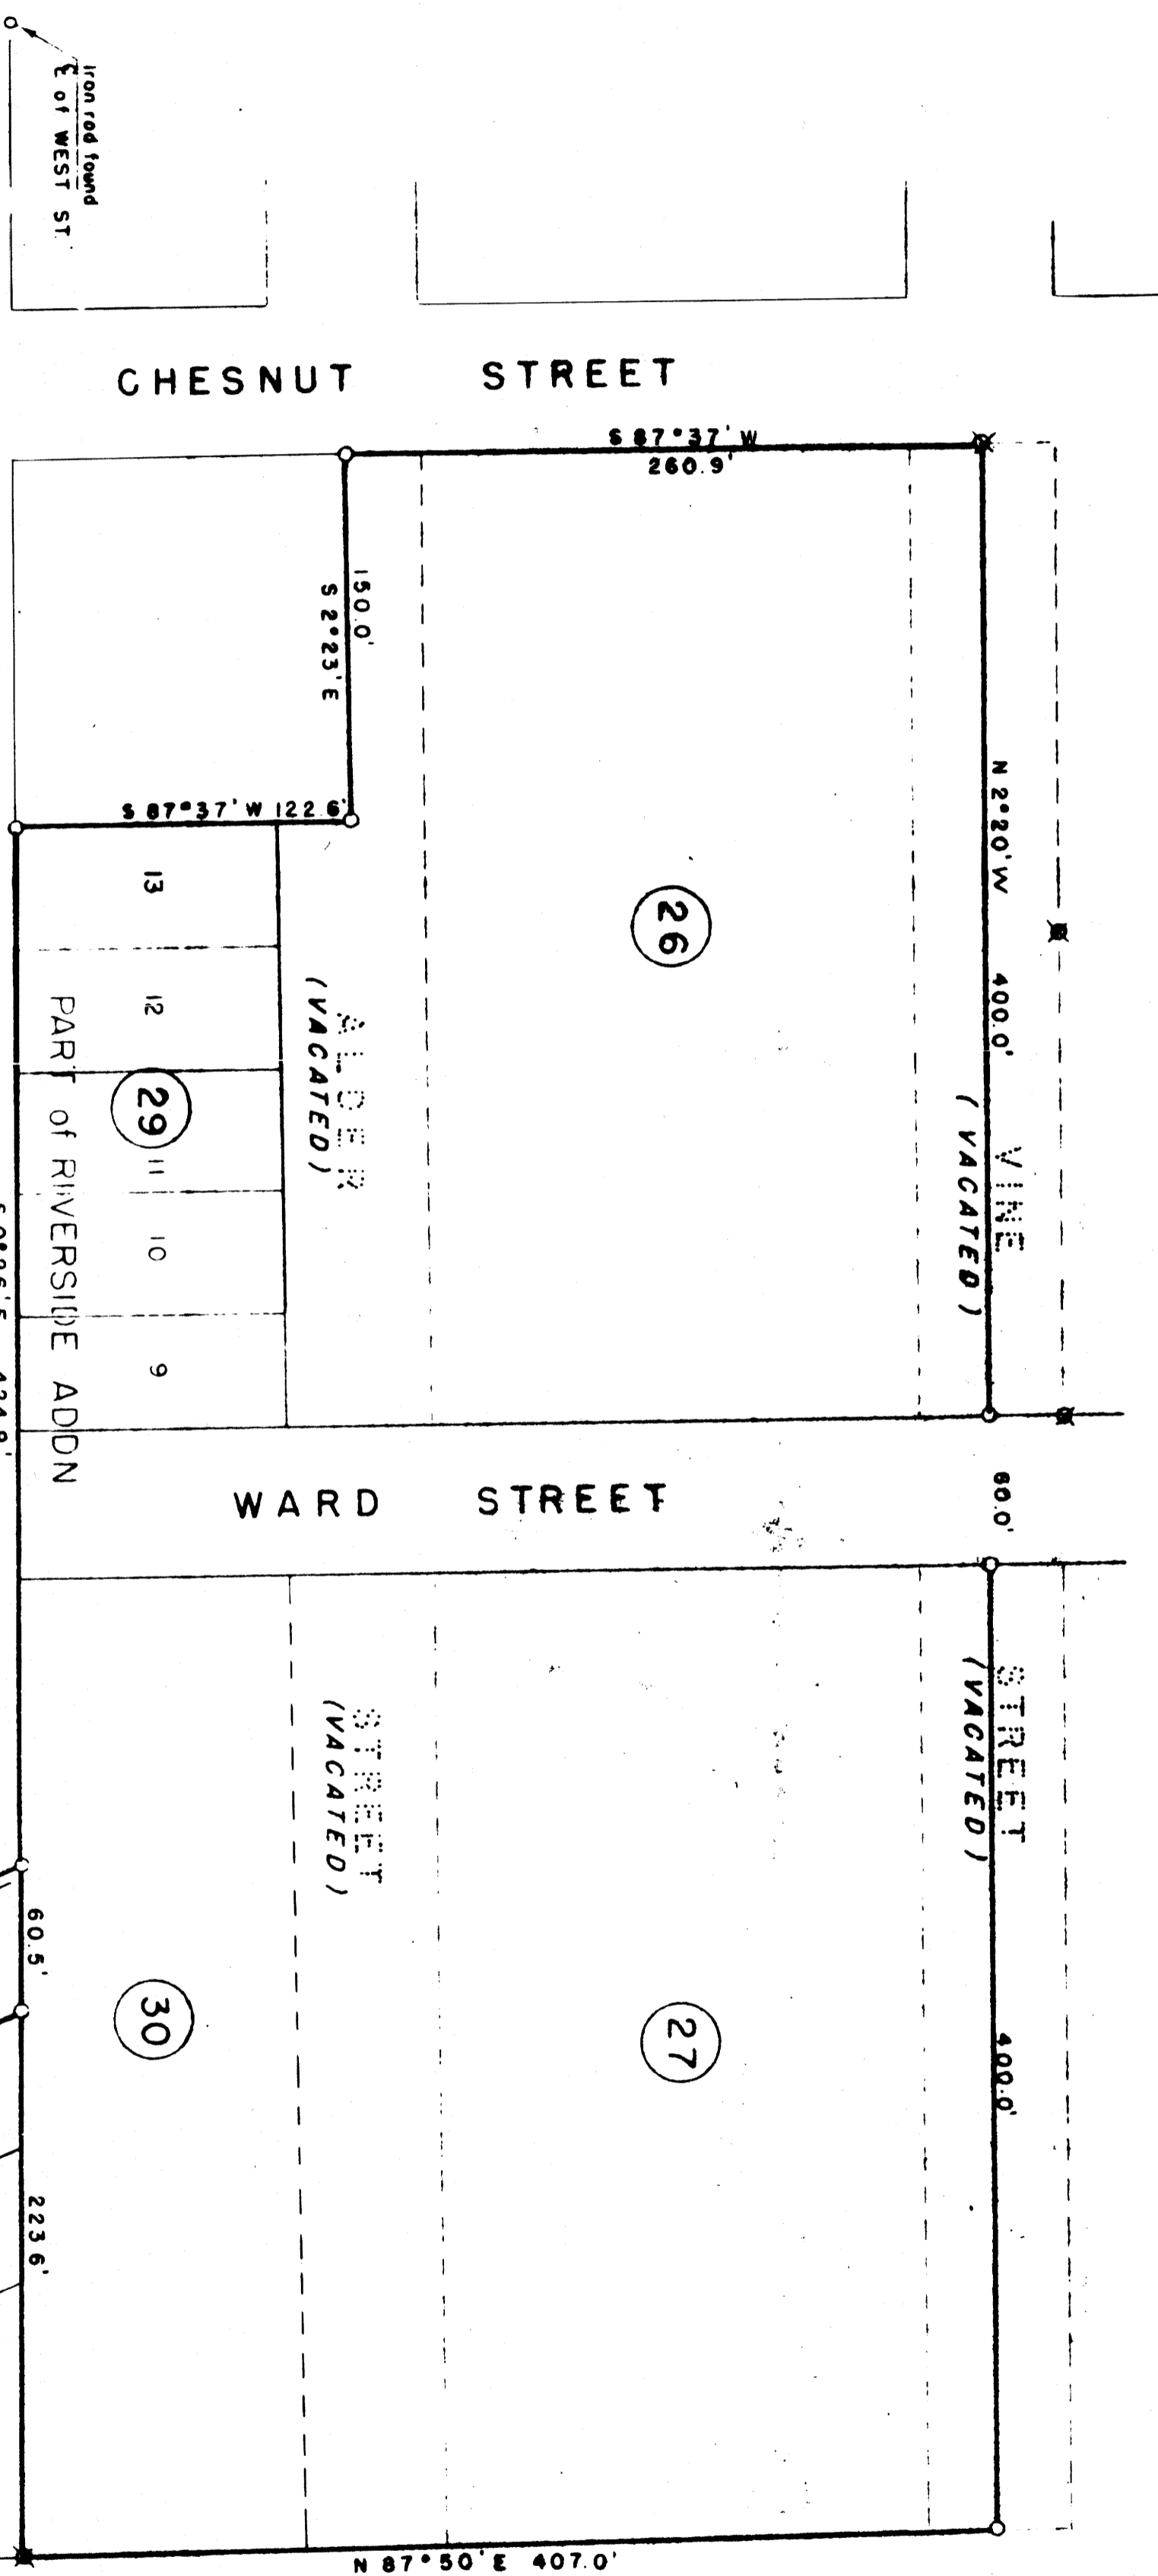 Iron rod found
℄ of WEST ST.
CHESNUT STREET
S 87°37' W
260.9'
150.0'
S 2°23' E
S 87°37' W 122.6'
N 2°20' W 400.0'
VINE
(VACATED)
26
13
12
29
11
10
9
ALDER
(VACATED)
PART of RIVERSIDE ADDN
WARD STREET
60.0'
STREET
(VACATED)
400.0'
STREET
(VACATED)
30
27
60.5'
223.6'
N 87°50' E 407.0'